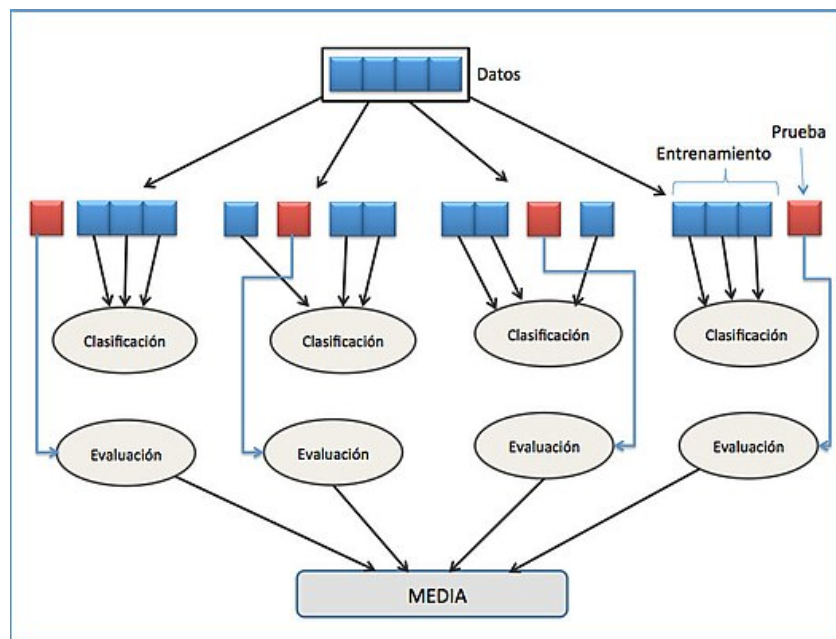 Datos
Prueba
Entrenamiento
Clasificación
Clasificación
Clasificación
Clasificación
Evaluación
Evaluación
Evaluación
Evaluación
MEDIA